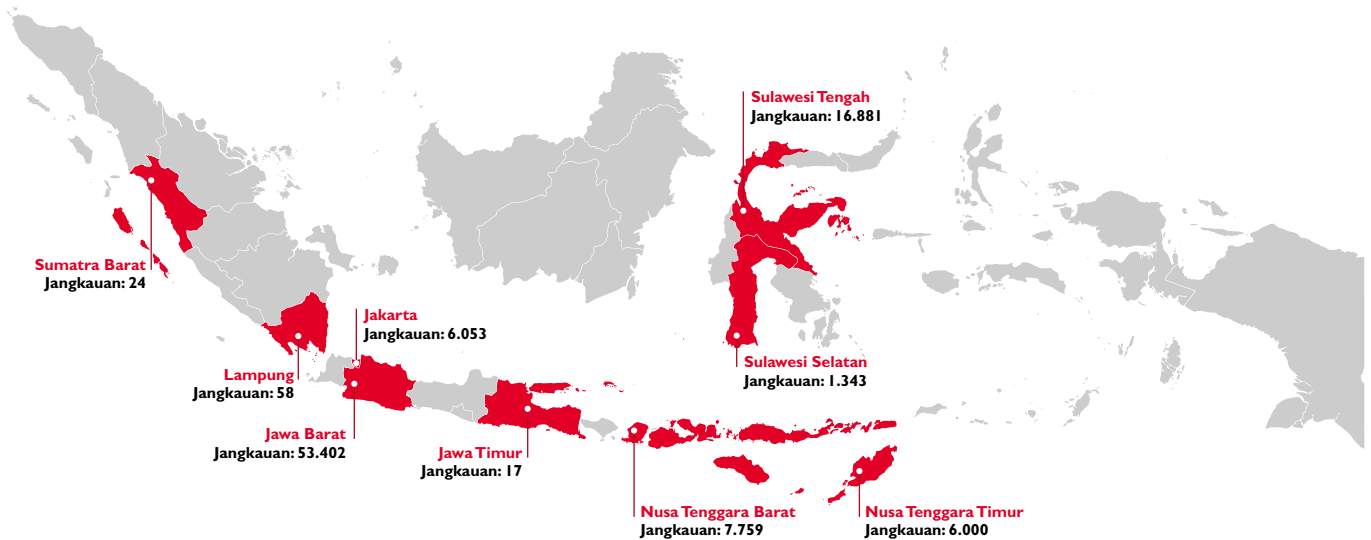 Sulawesi Tengah
Jangkauan: 16.881
Sumatra Barat
Jangkauan: 24
Jakarta
Jangkauan: 6.053
Sulawesi Selatan
Jangkauan: 1.343
Lampung
Jangkauan: 58
Jawa Barat
Jangkauan: 53.402
Jawa Timur
Jangkauan: 17
Nusa Tenggara Barat
Jangkauan: 7.759
Nusa Tenggara Timur
Jangkauan: 6.000